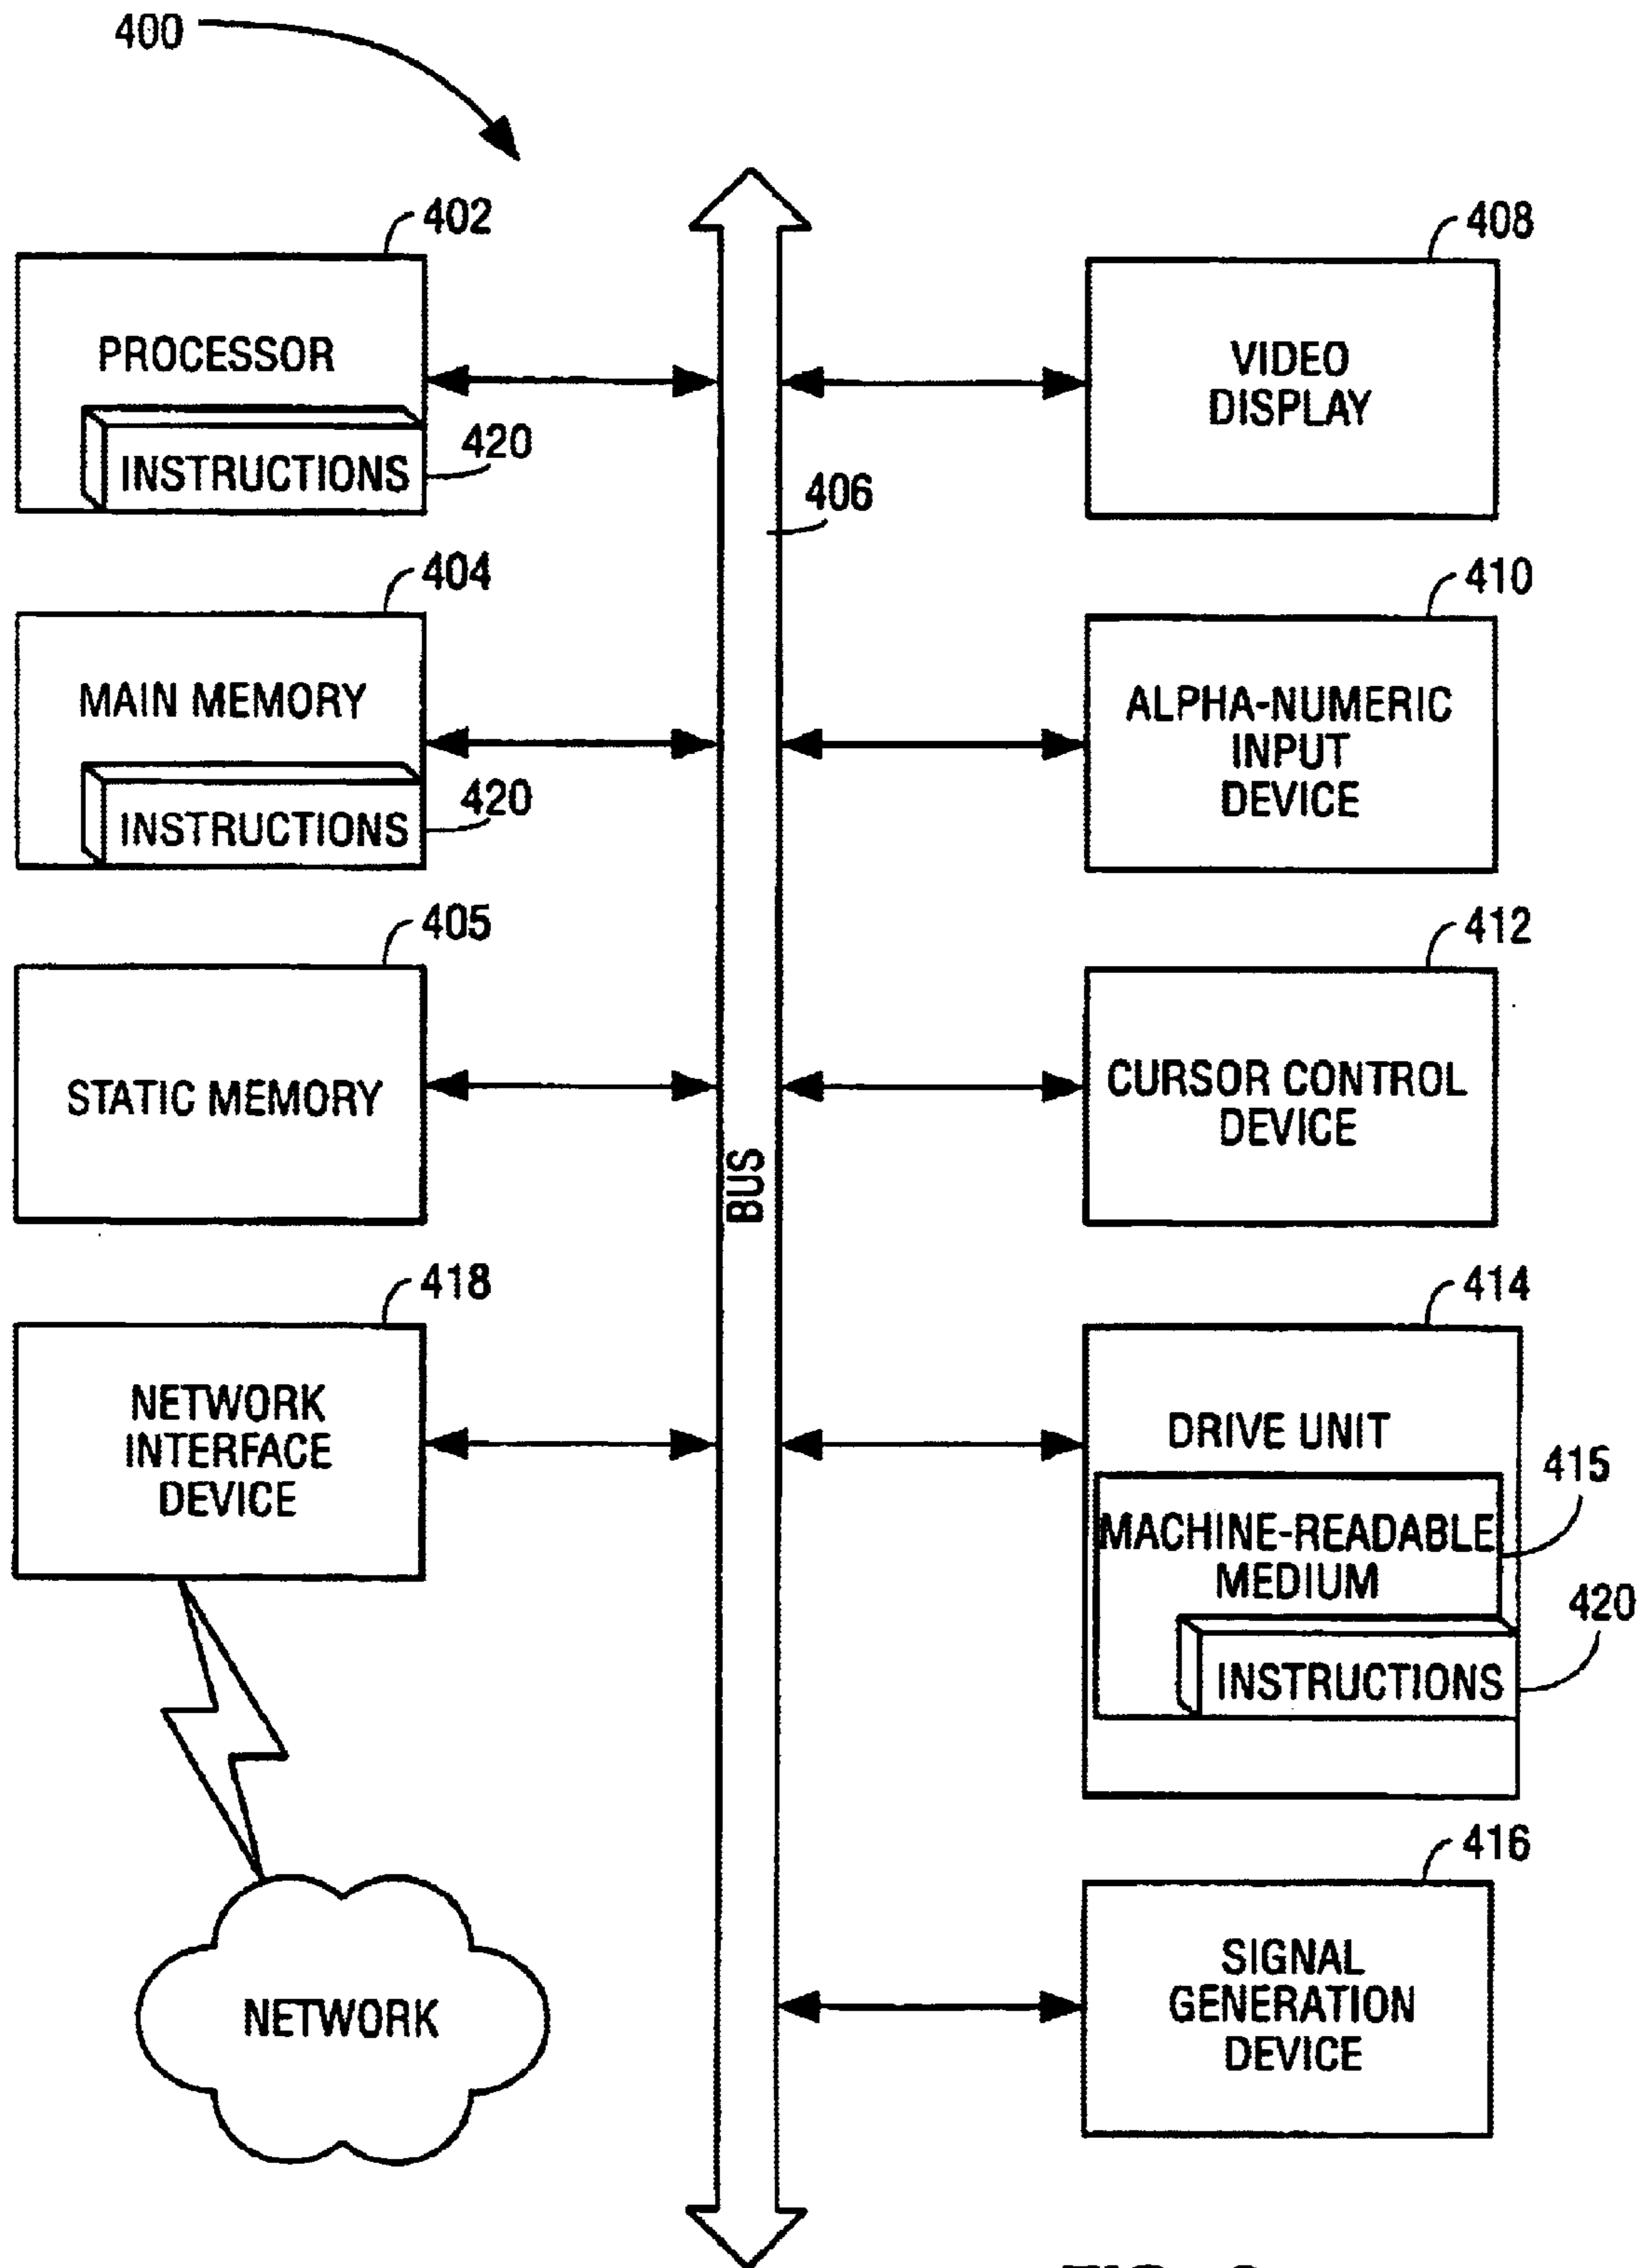 400
402
PROCESSOR
420
INSTRUCTIONS
404
MAIN MEMORY
420
INSTRUCTIONS
405
STATIC MEMORY
418
NETWORK
INTERFACE
DEVICE
NETWORK
406
BUS
408
VIDEO
DISPLAY
410
ALPHA-NUMERIC
INPUT
DEVICE
412
CURSOR CONTROL
DEVICE
414
DRIVE UNIT
415
MACHINE-READABLE
MEDIUM
420
INSTRUCTIONS
416
SIGNAL
GENERATION
DEVICE